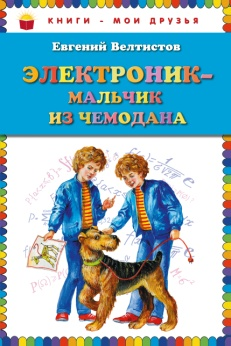 КНИГИ - МОИ ДРУЗЬЯ
Евгений Велтистов
ЭЛЕКТРОНИК–
МАЛЬЧИК
ИЗ ЧЕМОДАНА